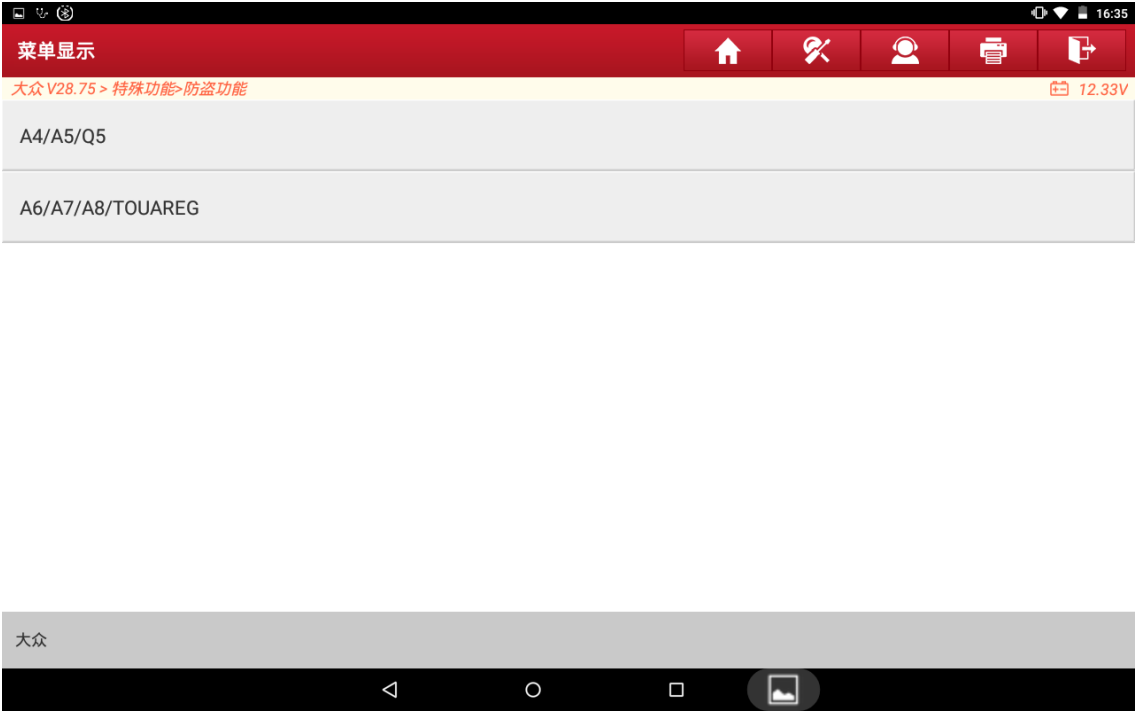 16:35
菜单显示
大众 V28.75 > 特殊功能>防盗功能
12.33V
A4/A5/Q5
A6/A7/A8/TOUAREG
大众